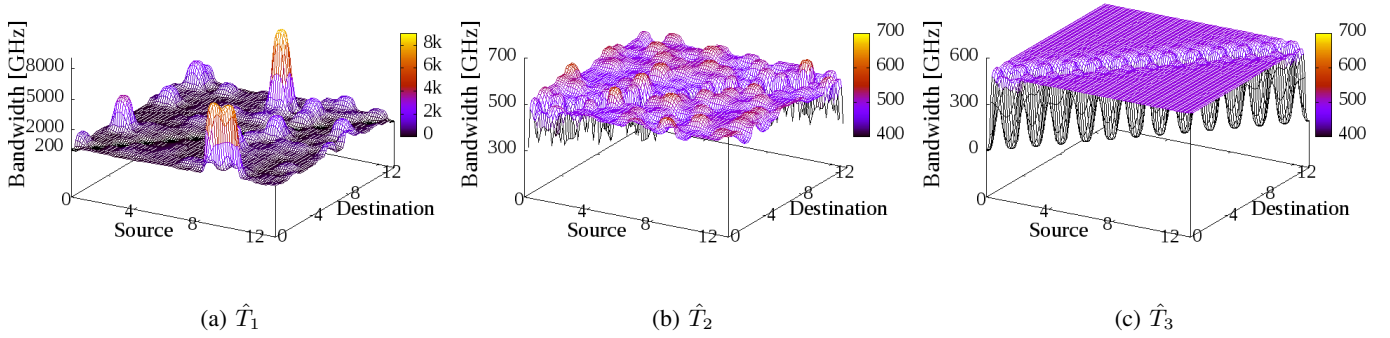 Bandwidth [GHz]
8000
5000
2000
200
0
4
8
12
Source
0
-4
-8
12
Destination
8k
6k
4k
2k
0
(a) T̂₁
Bandwidth [GHz]
700
500
300
0
4
8
12
Source
0
-4
-8
12
Destination
700
600
500
400
(b) T̂₂
Bandwidth [GHz]
600
300
0
0
4
8
12
Source
0
-4
-8
12
Destination
700
600
500
400
(c) T̂₃